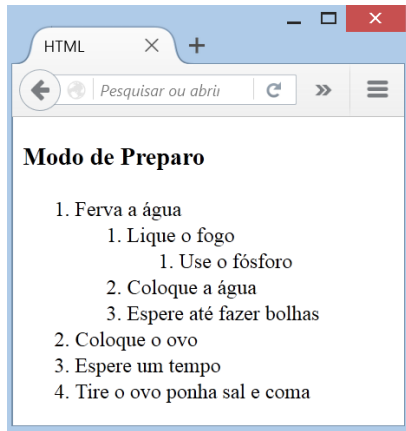 HTML
Pesquisar ou abrir
Modo de Preparo
1. Ferva a água
1. Lique o fogo
1. Use o fósforo
2. Coloque a água
3. Espere até fazer bolhas
2. Coloque o ovo
3. Espere um tempo
4. Tire o ovo ponha sal e coma